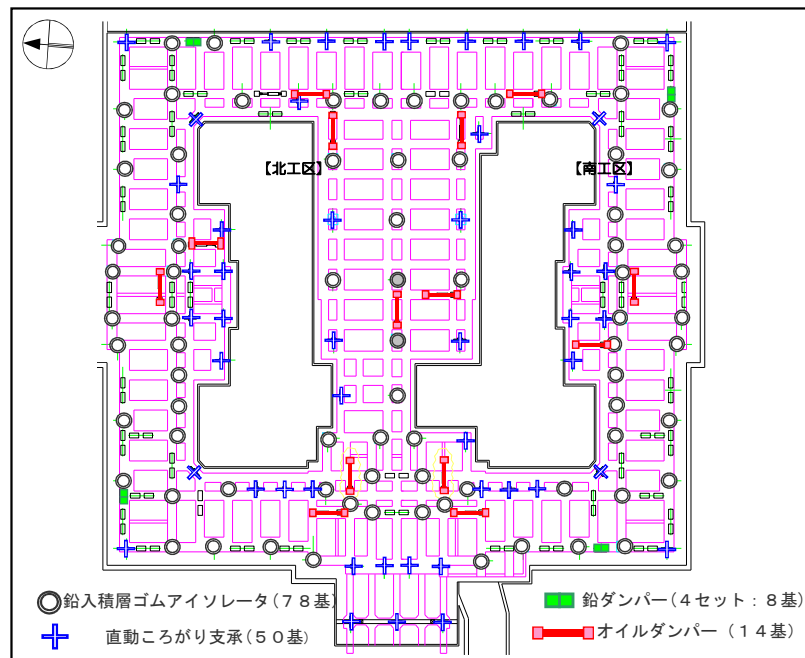 【北工区】
【南工区】
鉛入積層ゴムアイソレータ(78基)
鉛ダンパー(4セット:8基)
直動ころがり支承(50基)
オイルダンパー(14基)